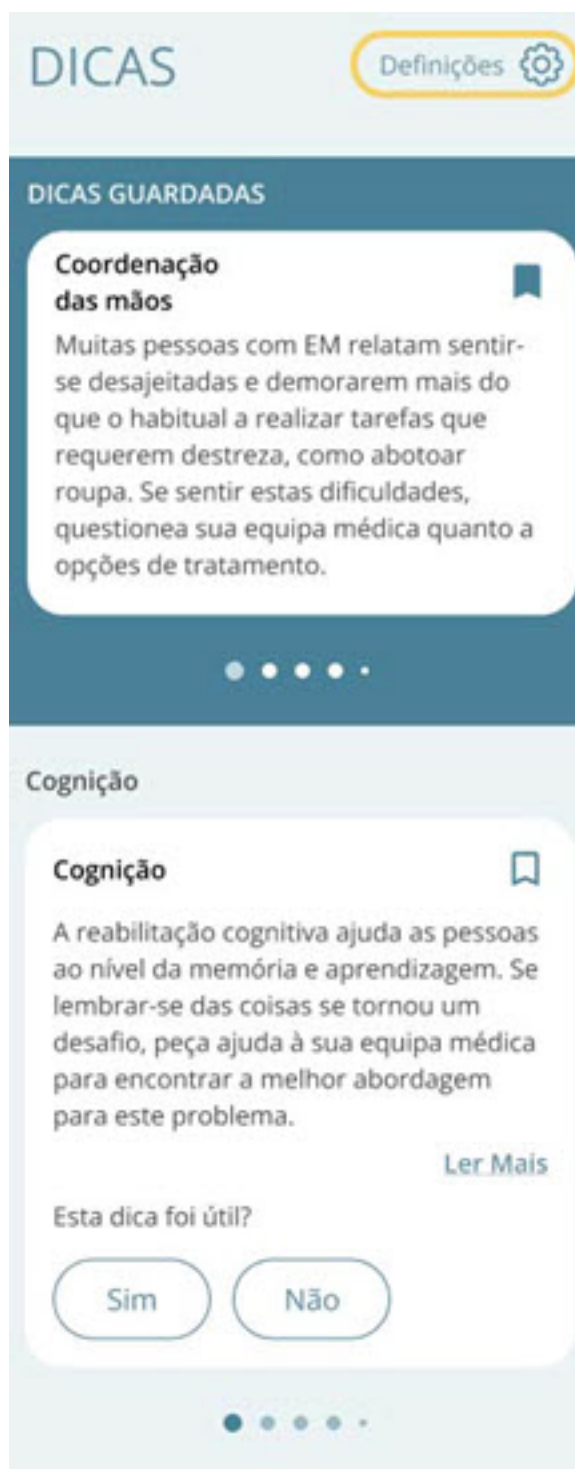 DICAS
Definições
DICAS GUARDADAS
Coordenação
das mãos
Muitas pessoas com EM relatam sentir-
se desajeitadas e demorarem mais do
que o habitual a realizar tarefas que
requerem destreza, como abotoar
roupa. Se sentir estas dificuldades,
questionea sua equipa médica quanto a
opções de tratamento.
Cognição
Cognição
A reabilitação cognitiva ajuda as pessoas
ao nível da memória e aprendizagem. Se
lembrar-se das coisas se tornou um
desafio, peça ajuda à sua equipa médica
para encontrar a melhor abordagem
para este problema.
Ler Mais
Esta dica foi útil?
Sim
Não